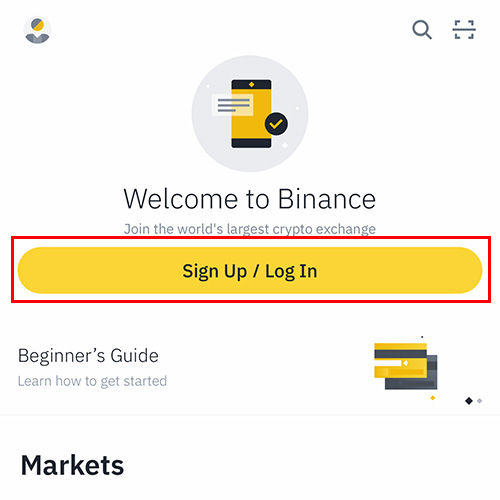 Welcome to Binance
Join the world's largest crypto exchange
Sign Up / Log In
Beginner’s Guide
Learn how to get started
Markets